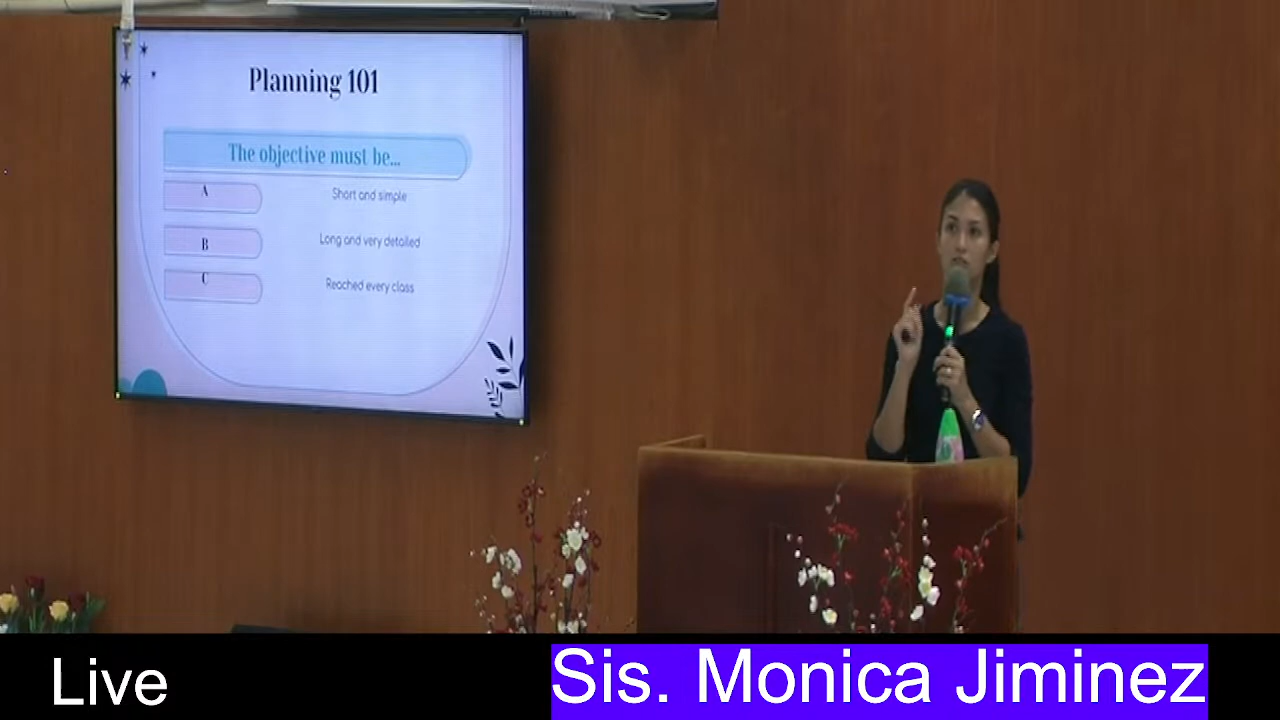 Planning 101
The objective must be...
A Short and simple
B Long and very detailed
C Reached every class
Live
Sis. Monica Jiminez